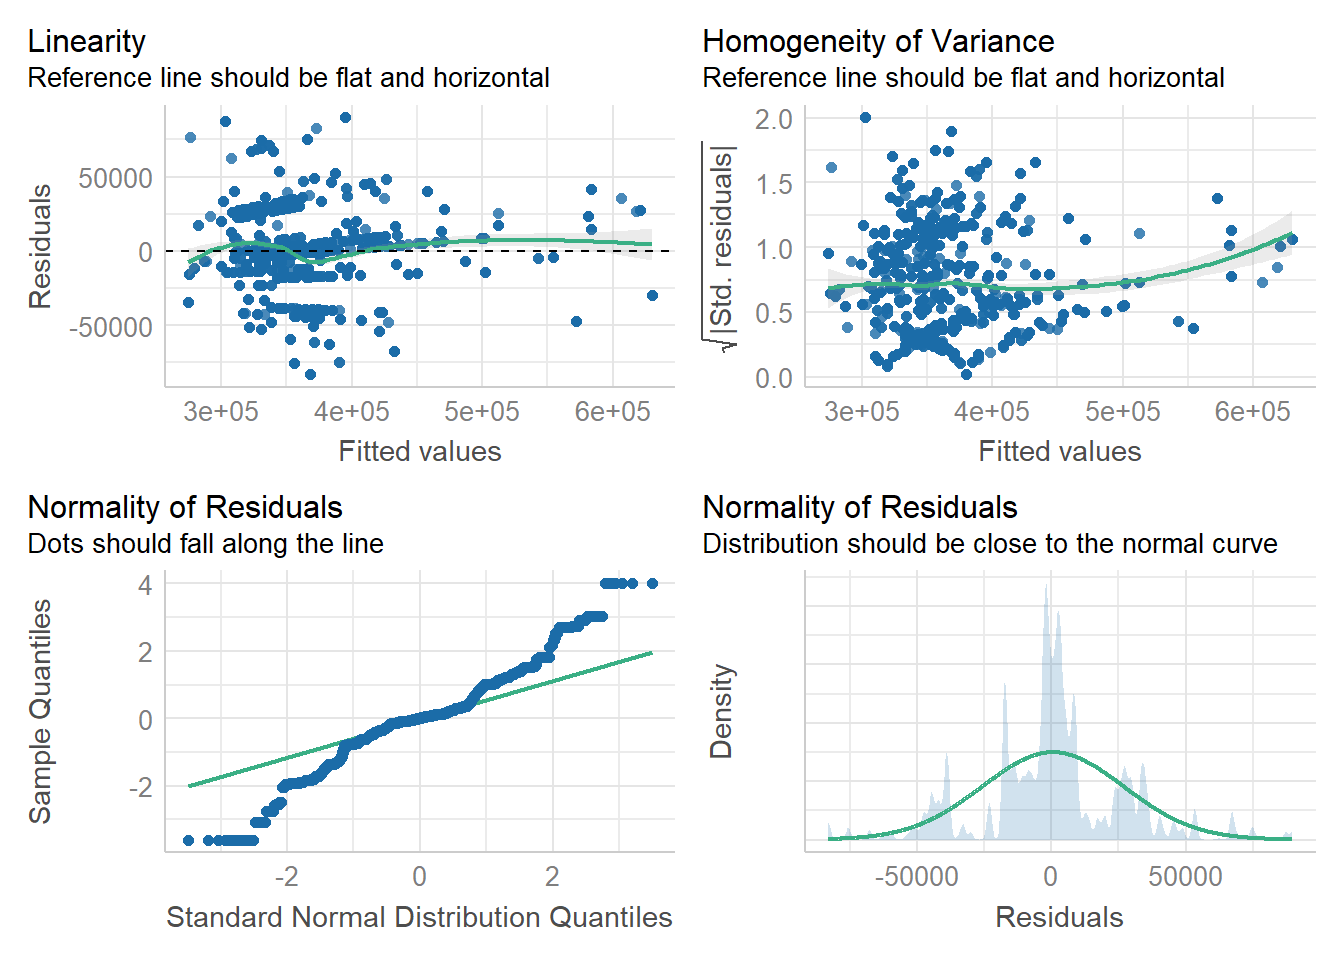 Linearity
Reference line should be flat and horizontal
Residuals
50000
0
-50000
3e+05 4e+05 5e+05 6e+05
Fitted values
Homogeneity of Variance
Reference line should be flat and horizontal
√|Std. residuals|
2.0
1.5
1.0
0.5
0.0
3e+05 4e+05 5e+05 6e+05
Fitted values
Normality of Residuals
Dots should fall along the line
Sample Quantiles
4
2
0
-2
-2 0 2
Standard Normal Distribution Quantiles
Normality of Residuals
Distribution should be close to the normal curve
Density
-50000 0 50000
Residuals